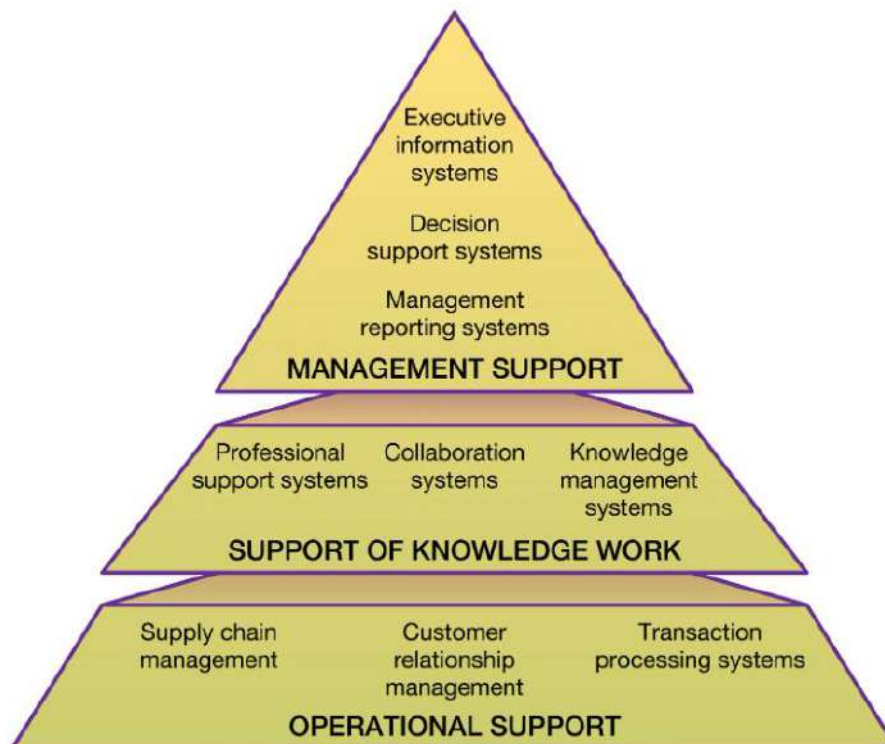 Executive
information
systems
Decision
support systems
Management
reporting systems
MANAGEMENT SUPPORT
Professional
support systems
Collaboration
systems
Knowledge
management
systems
SUPPORT OF KNOWLEDGE WORK
Supply chain
management
Customer
relationship
management
Transaction
processing systems
OPERATIONAL SUPPORT